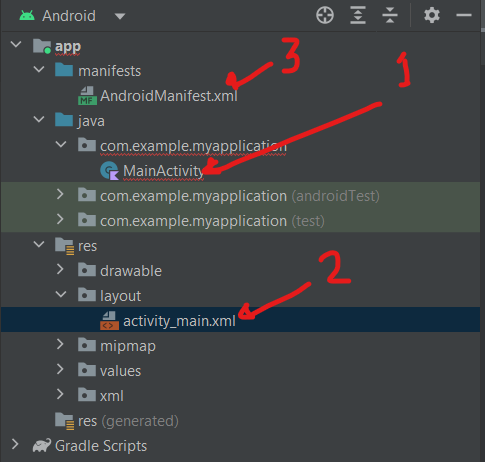 Android
app
manifests
3
1
MF AndroidManifest.xml
java
com.example.myapplication
MainActivity
com.example.myapplication (androidTest)
com.example.myapplication (test)
res
drawable
2
layout
activity_main.xml
mipmap
values
xml
res (generated)
Gradle Scripts